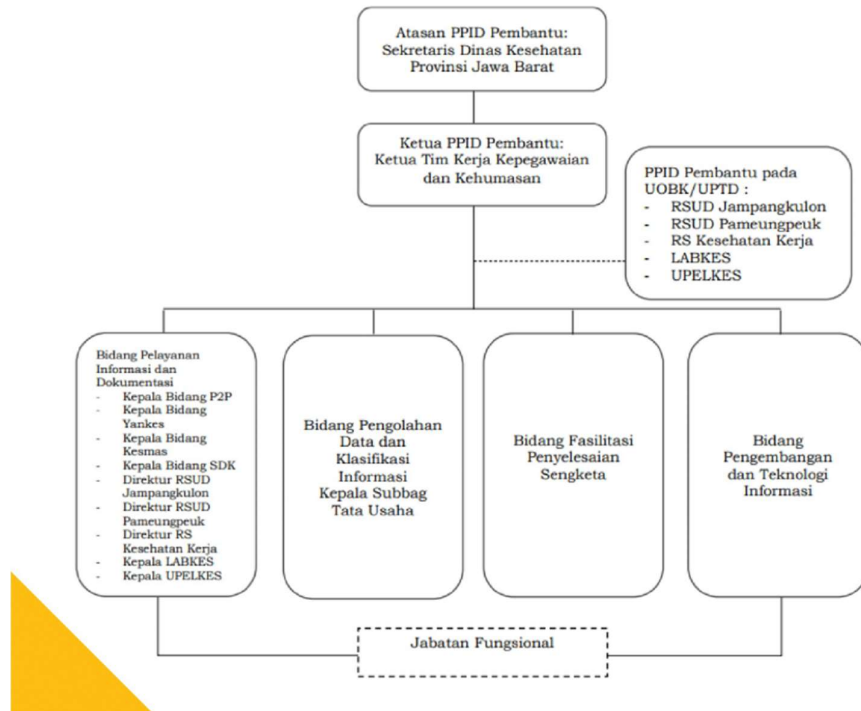 Atasan PPID Pembantu:
Sekretaris Dinas Kesehatan
Provinsi Jawa Barat
Ketua PPID Pembantu:
Ketua Tim Kerja Kepegawaian
dan Kehumasan
PPID Pembantu pada
UOBK/UPTD :
- RSUD Jampangkulon
- RSUD Pameungpeuk
- RS Kesehatan Kerja
- LABKES
- UPELKES
Bidang Pelayanan
Informasi dan
Dokumentasi
- Kepala Bidang P2P
- Kepala Bidang
Yankes
- Kepala Bidang
Kesmas
- Kepala Bidang SDK
- Direktur RSUD
Jampangkulon
- Direktur RSUD
Pameungpeuk
- Direktur RS
Kesehatan Kerja
- Kepala LABKES
- Kepala UPELKES
Bidang Pengolahan
Data dan
Klasifikasi
Informasi
Kepala Subbag
Tata Usaha
Bidang Fasilitasi
Penyelesaian
Sengketa
Bidang
Pengembangan
dan Teknologi
Informasi
Jabatan Fungsional